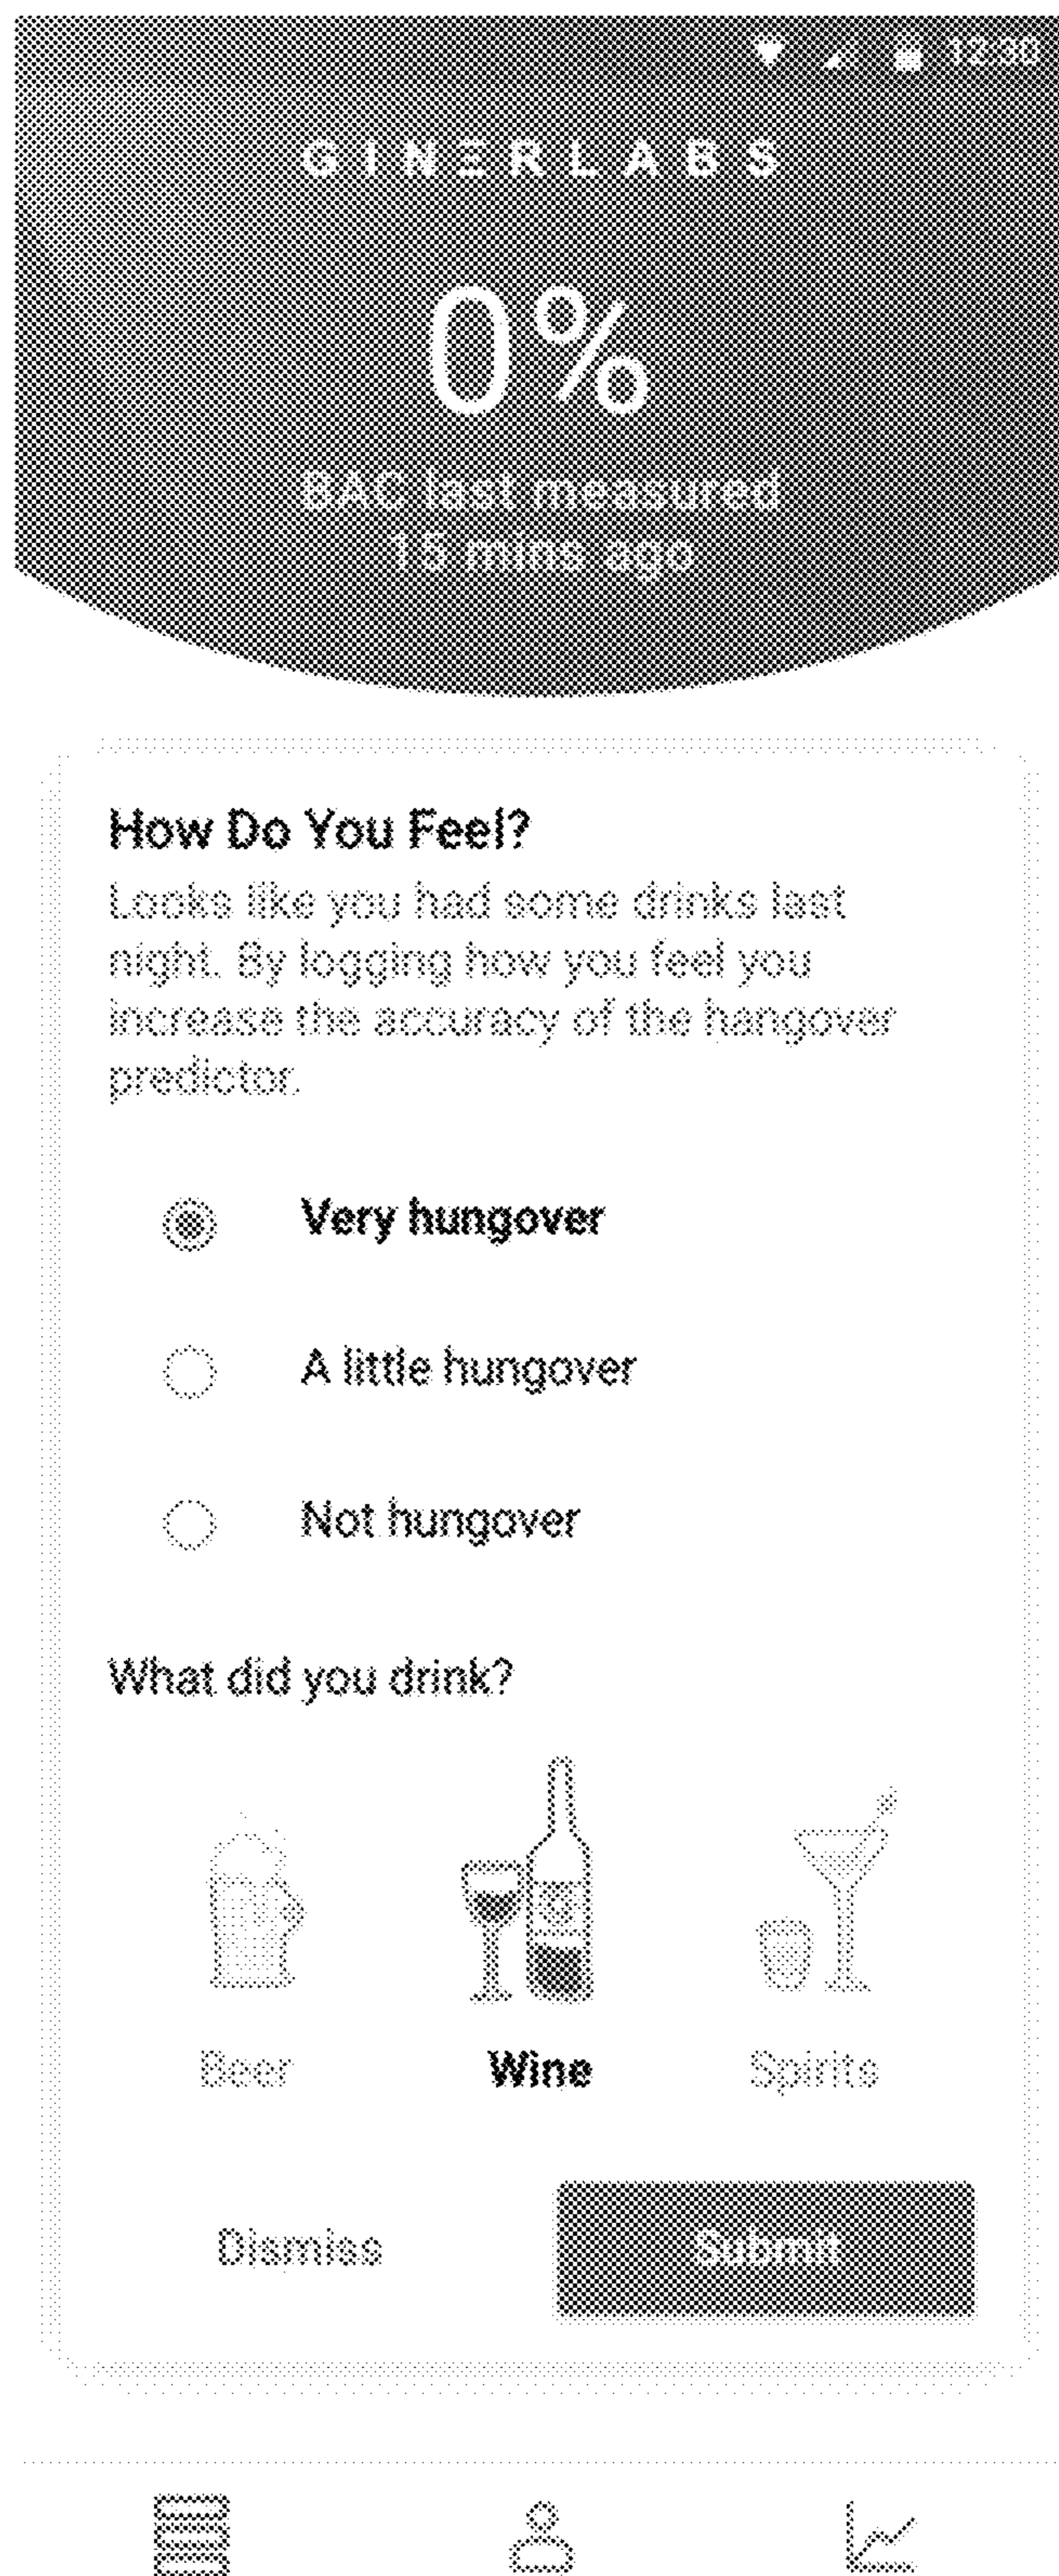 12:30
GINERLABS
0%
BAC last measured
15 mins ago
How Do You Feel?
Looks like you had some drinks last
night. By logging how you feel you
increase the accuracy of the hangover
predictor.
Very hungover
A little hungover
Not hungover
What did you drink?
Beer Wine Spirits
Dismiss Submit